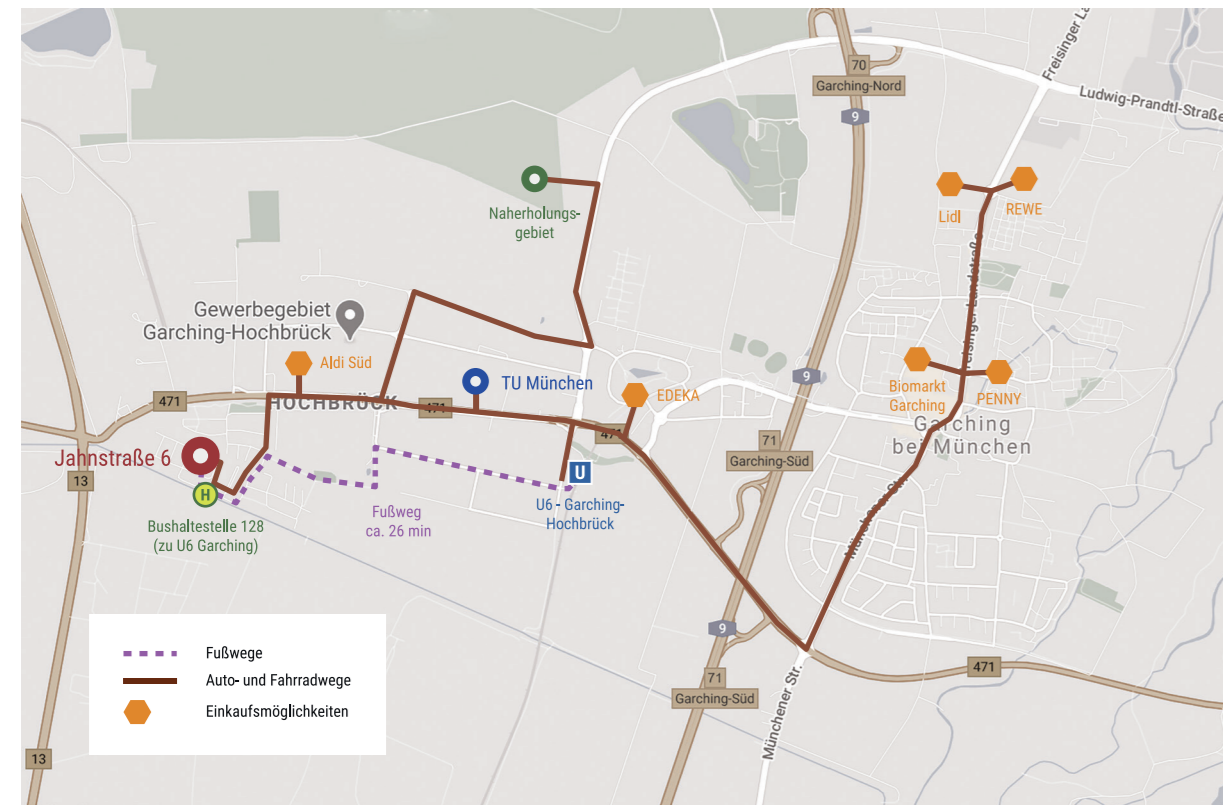 Freisinger La
70
Garching-Nord
Ludwig-Prandtl-Straße
9
Naherholungs-
gebiet
Lidl
REWE
Freisinger Landstraße
Gewerbegebiet
Garching-Hochbrück
Aldi Süd
TU München
EDEKA
9
Biomarkt
Garching
PENNY
471
HOCHBRÜCK
471
471
Garching
bei München
71
Garching-Süd
Jahnstraße 6
13
H
U
Bushaltestelle 128
(zu U6 Garching)
Fußweg
ca. 26 min
U6 - Garching-
Hochbrück
Münchener Str.
9
71
Garching-Süd
471
Münchener Str.
Fußwege
Auto- und Fahrradwege
Einkaufsmöglichkeiten
13